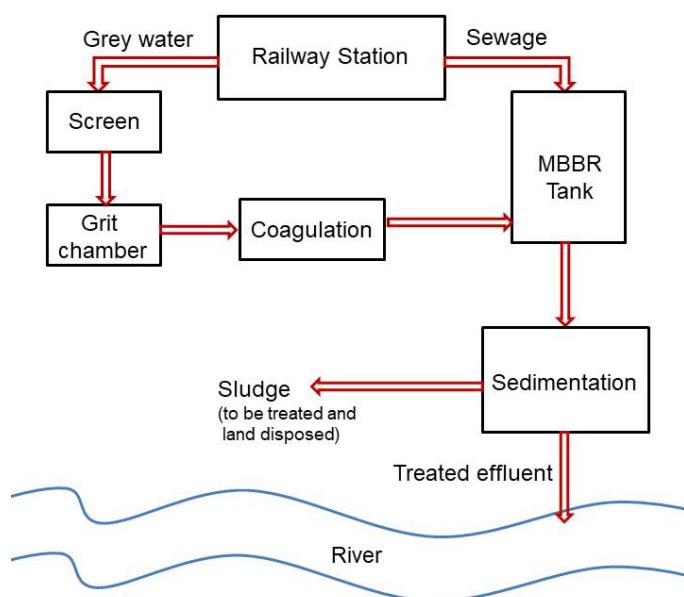 Grey water
Railway Station
Sewage
Screen
MBBR
Tank
Grit
chamber
Coagulation
Sedimentation
Sludge
(to be treated and
land disposed)
Treated effluent
River